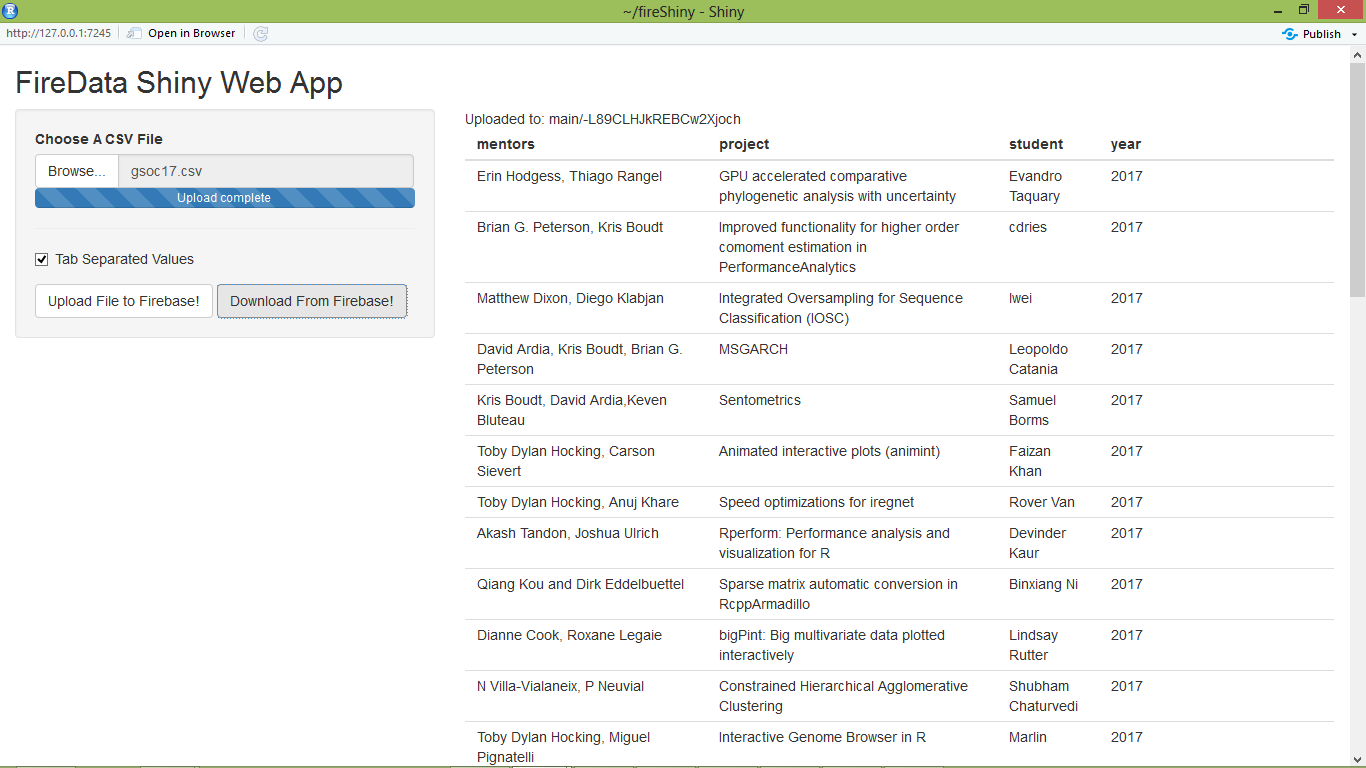 ~/fireShiny - Shiny
http://127.0.0.1:7245 Open in Browser Publish
FireData Shiny Web App
Choose A CSV File
Browse... gsoc17.csv
Upload complete
Tab Separated Values
Upload File to Firebase! Download From Firebase!
Uploaded to: main/-L89CLHJkREBCw2Xjoch
mentors project student year
Erin Hodgess, Thiago Rangel GPU accelerated comparative Evandro 2017
phylogenetic analysis with uncertainty Taquary
Brian G. Peterson, Kris Boudt Improved functionality for higher order cdries 2017
comoment estimation in
PerformanceAnalytics
Matthew Dixon, Diego Klabjan Integrated Oversampling for Sequence lwei 2017
Classification (IOSC)
David Ardia, Kris Boudt, Brian G. MSGARCH Leopoldo 2017
Peterson Catania
Kris Boudt, David Ardia,Keven Sentometrics Samuel 2017
Bluteau Borms
Toby Dylan Hocking, Carson Animated interactive plots (animint) Faizan 2017
Sievert Khan
Toby Dylan Hocking, Anuj Khare Speed optimizations for iregnet Rover Van 2017
Akash Tandon, Joshua Ulrich Rperform: Performance analysis and Devinder 2017
visualization for R Kaur
Qiang Kou and Dirk Eddelbuettel Sparse matrix automatic conversion in Binxiang Ni 2017
RcppArmadillo
Dianne Cook, Roxane Legaie bigPint: Big multivariate data plotted Lindsay 2017
interactively Rutter
N Villa-Vialaneix, P Neuvial Constrained Hierarchical Agglomerative Shubham 2017
Clustering Chaturvedi
Toby Dylan Hocking, Miguel Interactive Genome Browser in R Marlin 2017
Pignatelli